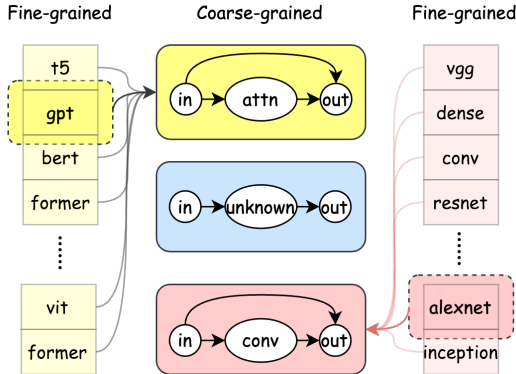 Fine-grained
Coarse-grained
Fine-grained
t5
gpt
bert
former
vit
former
in
attn
out
in
unknown
out
in
conv
out
vgg
dense
conv
resnet
alexnet
inception